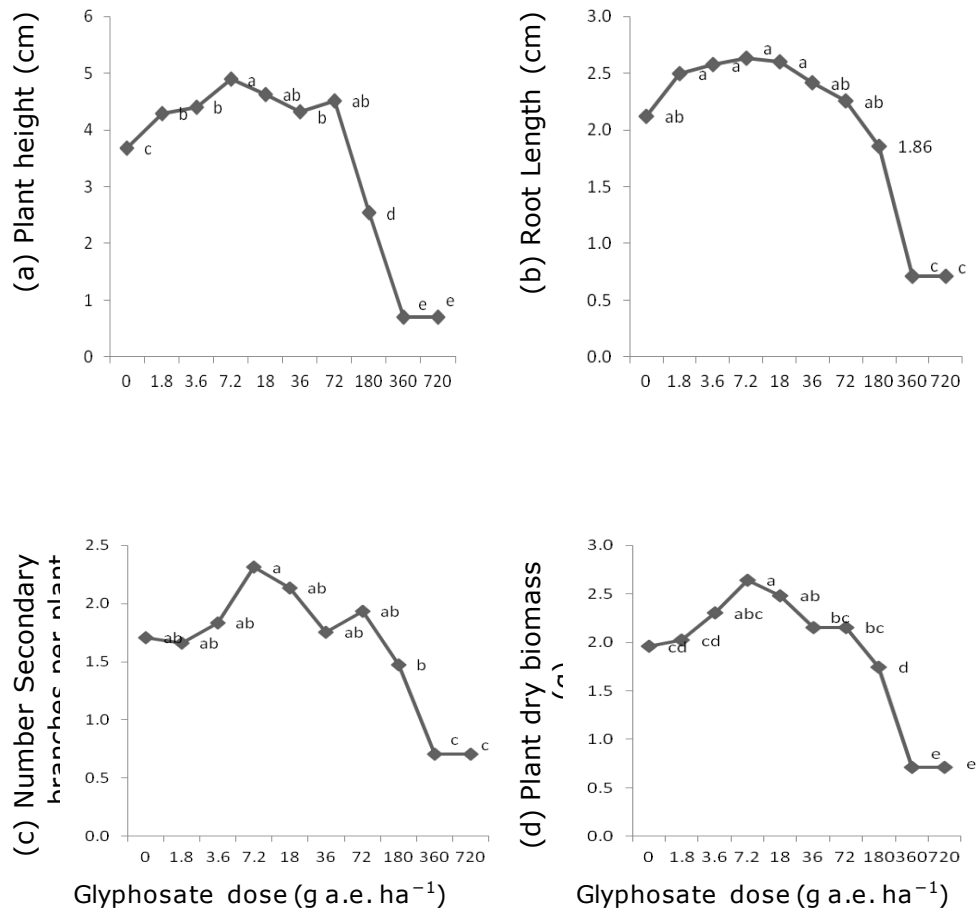 (a) Plant height (cm)
6
5
4
3
2
1
0
c
b
b
a
ab
b
ab
d
e
e
0 1.8 3.6 7.2 18 36 72 180 360 720
(b) Root Length (cm)
3.0
2.5
2.0
1.5
1.0
0.5
0.0
ab
a
a
a
a
ab
ab
1.86
c
c
0 1.8 3.6 7.2 18 36 72 180 360 720
(c) Number Secondary
branches per plant
2.5
2.0
1.5
1.0
0.5
0.0
ab
ab
ab
a
ab
ab
ab
b
c
c
0 1.8 3.6 7.2 18 36 72 180 360 720
Glyphosate dose (g a.e. ha⁻¹)
(d) Plant dry biomass
(g)
3.0
2.5
2.0
1.5
1.0
0.5
0.0
cd
cd
abc
a
ab
bc
bc
d
e
e
0 1.8 3.6 7.2 18 36 72 180 360 720
Glyphosate dose (g a.e. ha⁻¹)